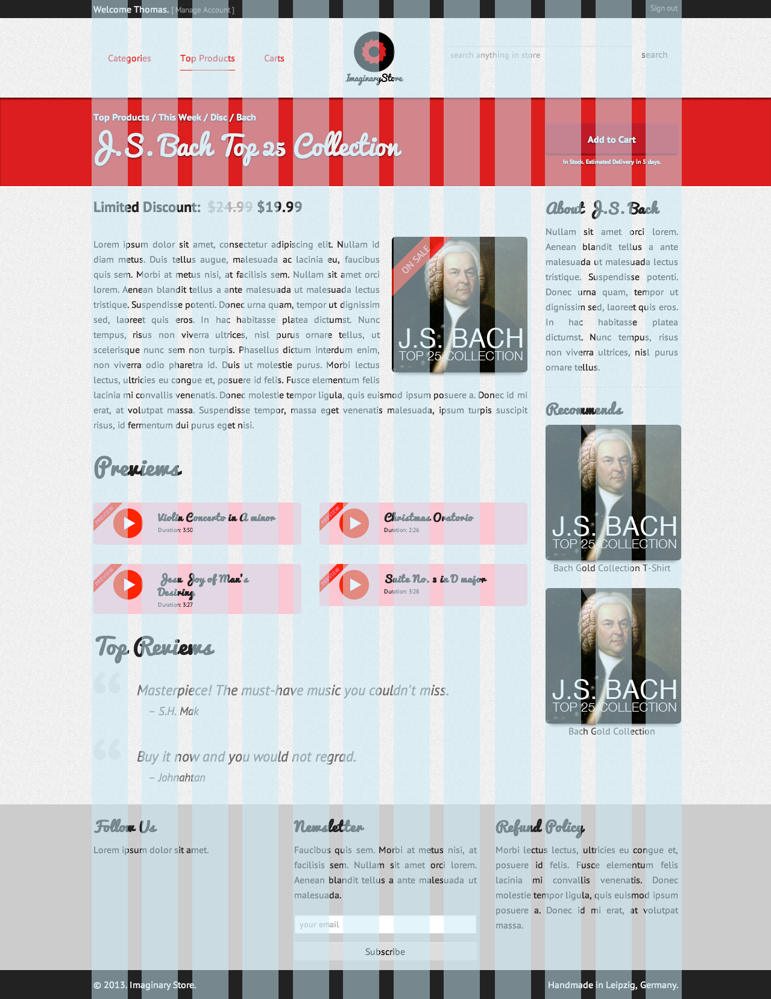 Welcome Thomas. [ Manage Account ]
Sign out
Categories
Top Products
Carts
ImaginaryStore
search anything in store
search
Top Products / This Week / Disc / Bach
J.S. Bach Top 25 Collection
Add to Cart
In Stock. Estimated Delivery in 5 days.
Limited Discount: $24.99 $19.99
Lorem ipsum dolor sit amet, consectetur adipiscing elit. Nullam id
diam metus. Duis tellus augue, malesuada ac lacinia eu, faucibus
quis sem. Morbi at metus nisi, at facilisis sem. Nullam sit amet orci
lorem. Aenean blandit tellus a ante malesuada ut malesuada lectus
tristique. Suspendisse potenti. Donec urna quam, tempor ut dignissim
sed, laoreet quis eros. In hac habitasse platea dictumst. Nunc
tempus, risus non viverra ultrices, nisl purus ornare tellus, ut
scelerisque nunc sem non turpis. Phasellus dictum interdum enim,
non viverra odio pharetra id. Duis ut molestie purus. Morbi lectus
lectus, ultricies eu congue et, posuere id felis. Fusce elementum felis
lacinia mi convallis venenatis. Donec molestie tempor ligula, quis euismod ipsum posuere a. Donec id mi
erat, at volutpat massa. Suspendisse tempor, massa eget venenatis malesuada, ipsum turpis suscipit
risus, id fermentum dui purus eget nisi.
ON SALE
J.S. BACH
TOP 25 COLLECTION
Previews
PREVIEW
Violin Concerto in A minor
Duration: 3:50
PREVIEW
Christmas Oratorio
Duration: 2:26
PREVIEW
Jesu Joy of Man's
Desiring
Duration: 3:27
PREVIEW
Suite No. 3 in D major
Duration: 3:28
Top Reviews
“
Masterpiece! The must-have music you couldn't miss.
– S.H. Mak
“
Buy it now and you would not regrad.
– Johnahtan
About J.S. Bach
Nullam sit amet orci lorem.
Aenean blandit tellus a ante
malesuada ut malesuada lectus
tristique. Suspendisse potenti.
Donec urna quam, tempor ut
dignissim sed, laoreet quis eros.
In hac habitasse platea
dictumst. Nunc tempus, risus
non viverra ultrices, nisl purus
ornare tellus.
Recommends
J.S. BACH
TOP 25 COLLECTION
Bach Gold Collection T-Shirt
J.S. BACH
TOP 25 COLLECTION
Bach Gold Collection
Follow Us
Lorem ipsum dolor sit amet.
Newsletter
Faucibus quis sem. Morbi at metus nisi, at
facilisis sem. Nullam sit amet orci lorem.
Aenean blandit tellus a ante malesuada ut
malesuada.
your email
Subscribe
Refund Policy
Morbi lectus lectus, ultricies eu congue et,
posuere id felis. Fusce elementum felis
lacinia mi convallis venenatis. Donec
molestie tempor ligula, quis euismod ipsum
posuere a. Donec id mi erat, at volutpat
massa.
© 2013. Imaginary Store.
Handmade in Leipzig, Germany.